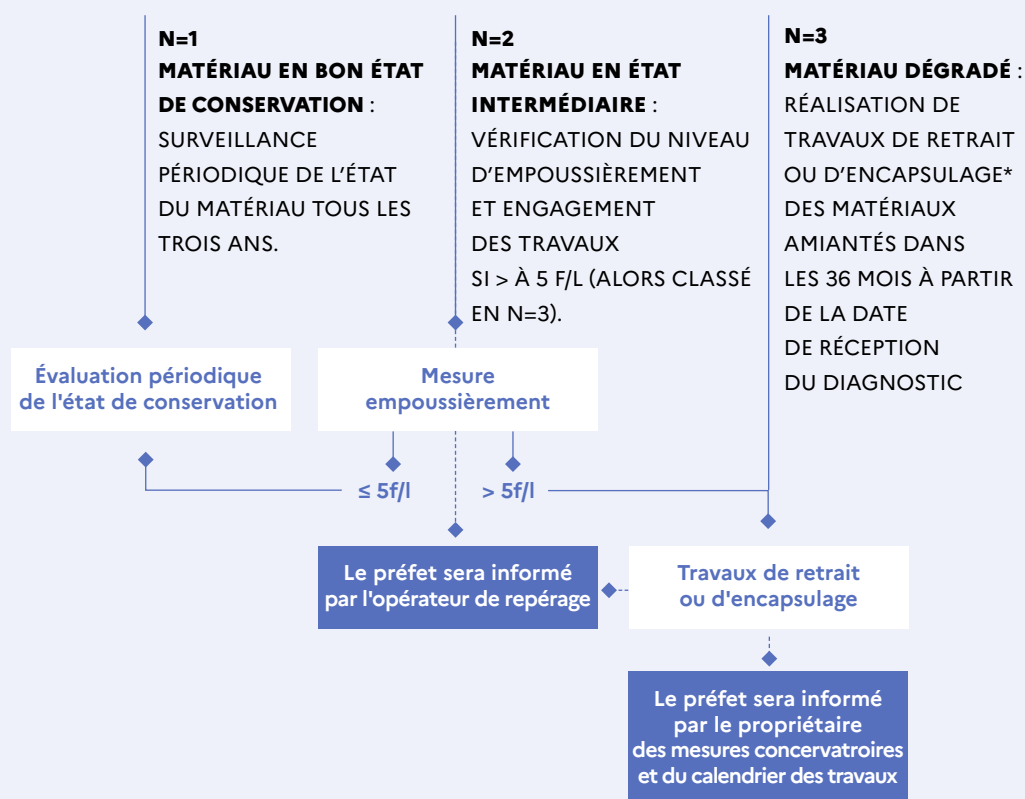 N=1
MATÉRIAU EN BON ÉTAT
DE CONSERVATION :
SURVEILLANCE
PÉRIODIQUE DE L'ÉTAT
DU MATÉRIAU TOUS LES
TROIS ANS.
N=2
MATÉRIAU EN ÉTAT
INTERMÉDIAIRE :
VÉRIFICATION DU NIVEAU
D'EMPOUSSIÈREMENT
ET ENGAGEMENT
DES TRAVAUX
SI > À 5 F/L (ALORS CLASSÉ
EN N=3).
N=3
MATÉRIAU DÉGRADÉ :
RÉALISATION DE
TRAVAUX DE RETRAIT
OU D'ENCAPSULAGE*
DES MATÉRIAUX
AMIANTÉS DANS
LES 36 MOIS À PARTIR
DE LA DATE
DE RÉCEPTION
DU DIAGNOSTIC
Évaluation périodique
de l'état de conservation
Mesure
empoussièrement
≤ 5f/l
> 5f/l
Le préfet sera informé
par l'opérateur de repérage
Travaux de retrait
ou d'encapsulage
Le préfet sera informé
par le propriétaire
des mesures concervatroires
et du calendrier des travaux